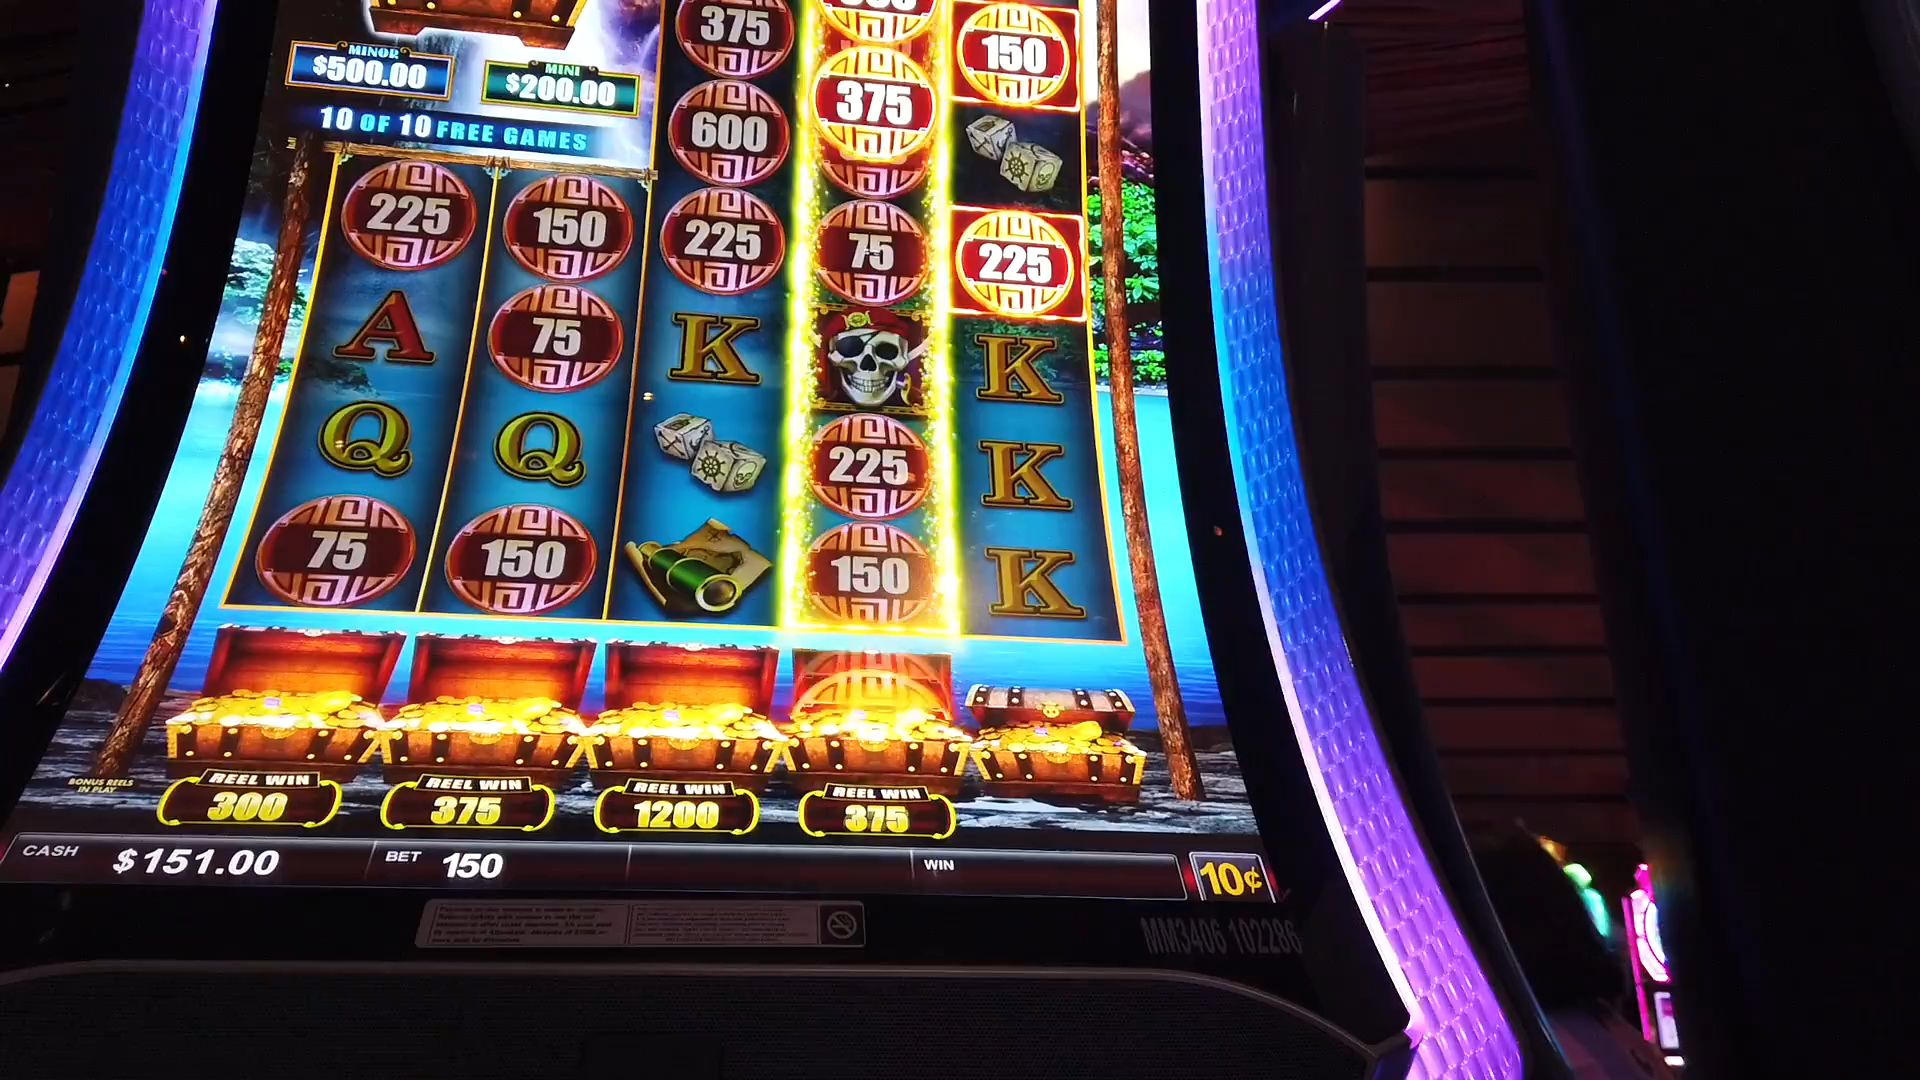 MINOR
$500.00
MINI
$200.00
10 OF 10 FREE GAMES
375
600
225
375
75
225
150
150
225
225
150
75
A
Q
Q
75
150
K
K
K
K
REEL WIN
300
REEL WIN
375
REEL WIN
1200
REEL WIN
375
BONUS REELS
IN PLAY
CASH $151.00
BET 150
WIN
10¢
MM3406 102286